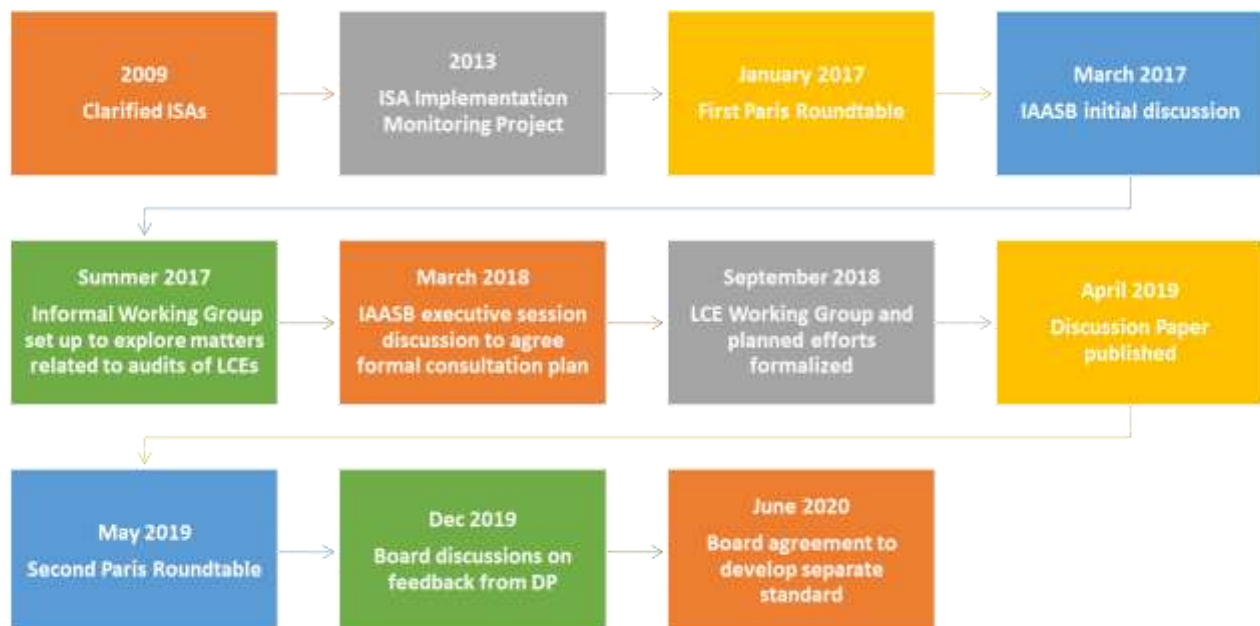 2009
Clarified ISAs
2013
ISA Implementation
Monitoring Project
January 2017
First Paris Roundtable
March 2017
IAASB initial discussion
Summer 2017
Informal Working Group
set up to explore matters
related to audits of LCEs
March 2018
IAASB executive session
discussion to agree
formal consultation plan
September 2018
LCE Working Group and
planned efforts
formalized
April 2019
Discussion Paper
published
May 2019
Second Paris Roundtable
Dec 2019
Board discussions on
feedback from DP
June 2020
Board agreement to
develop separate
standard